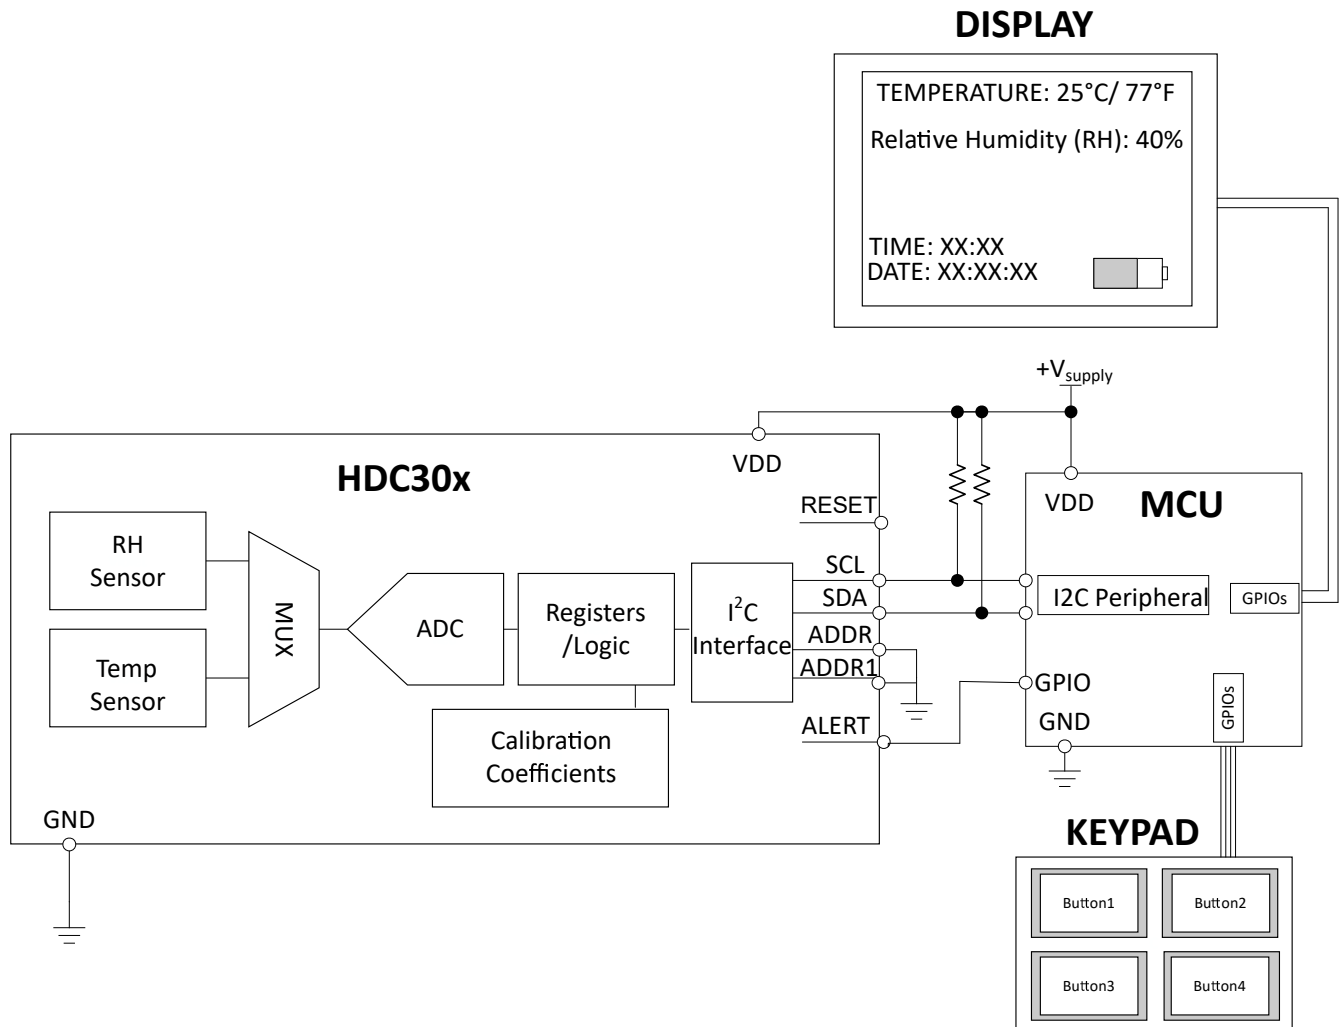 DISPLAY
TEMPERATURE: 25°C/ 77°F
Relative Humidity (RH): 40%
TIME: XX:XX
DATE: XX:XX:XX
+Vsupply
VDD
HDC30x
VDD
MCU
RESET
RH
Sensor
SCL
SDA
ADDR
ADDR1
I2C
Interface
I2C Peripheral
GPIOs
MUX
ADC
Registers
/Logic
Temp
Sensor
GPIO
GPIOs
GND
ALERT
Calibration
Coefficients
GND
KEYPAD
Button1
Button2
Button3
Button4